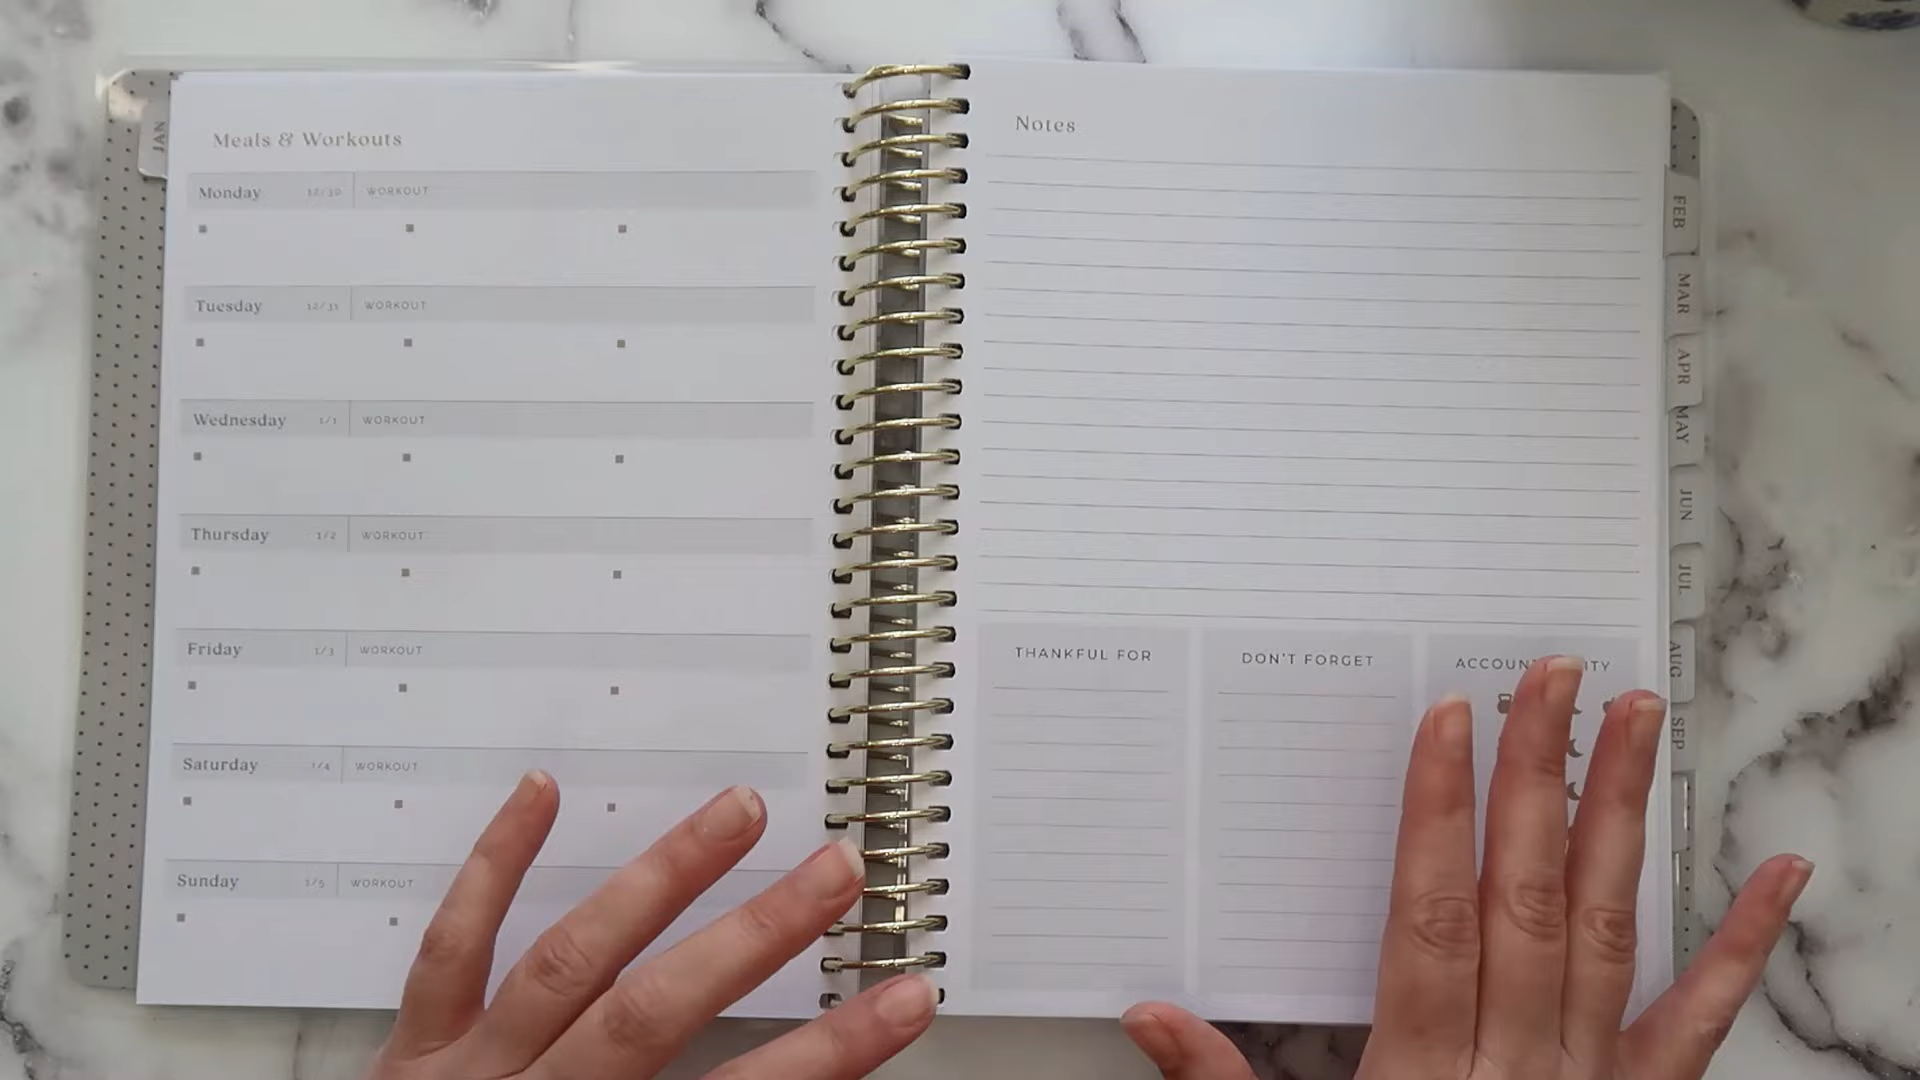 Meals & Workouts
Monday 12/30 WORKOUT
Tuesday 12/31 WORKOUT
Wednesday 1/1 WORKOUT
Thursday 1/2 WORKOUT
Friday 1/3 WORKOUT
Saturday 1/4 WORKOUT
Sunday 1/5 WORKOUT
JAN
Notes
THANKFUL FOR
DON'T FORGET
FEB
MAR
APR
MAY
JUN
JUL
AUG
SEP